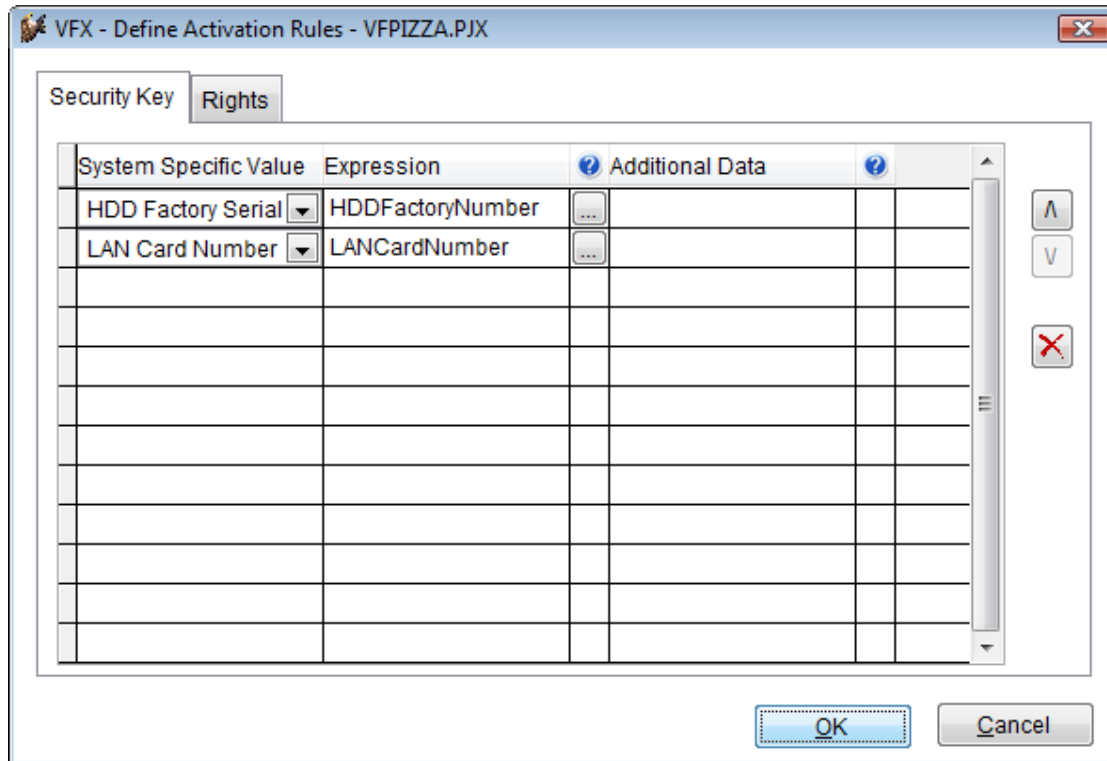 VFX - Define Activation Rules - VFPIZZA.PJX
Security Key Rights
System Specific Value Expression ? Additional Data ?
HDD Factory Serial HDDFactoryNumber ...
LAN Card Number LANCardNumber ...
OK Cancel